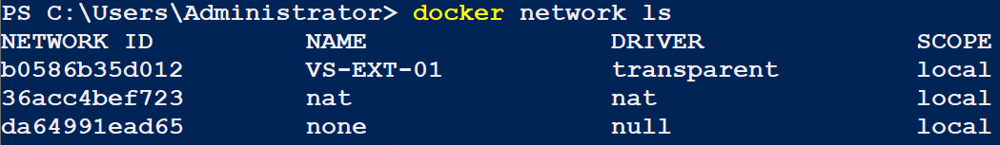 PS C:\Users\Administrator> docker network ls
NETWORK ID          NAME                DRIVER              SCOPE
b0586b35d012        VS-EXT-01           transparent         local
36acc4bef723        nat                 nat                 local
da64991ead65        none                null                local